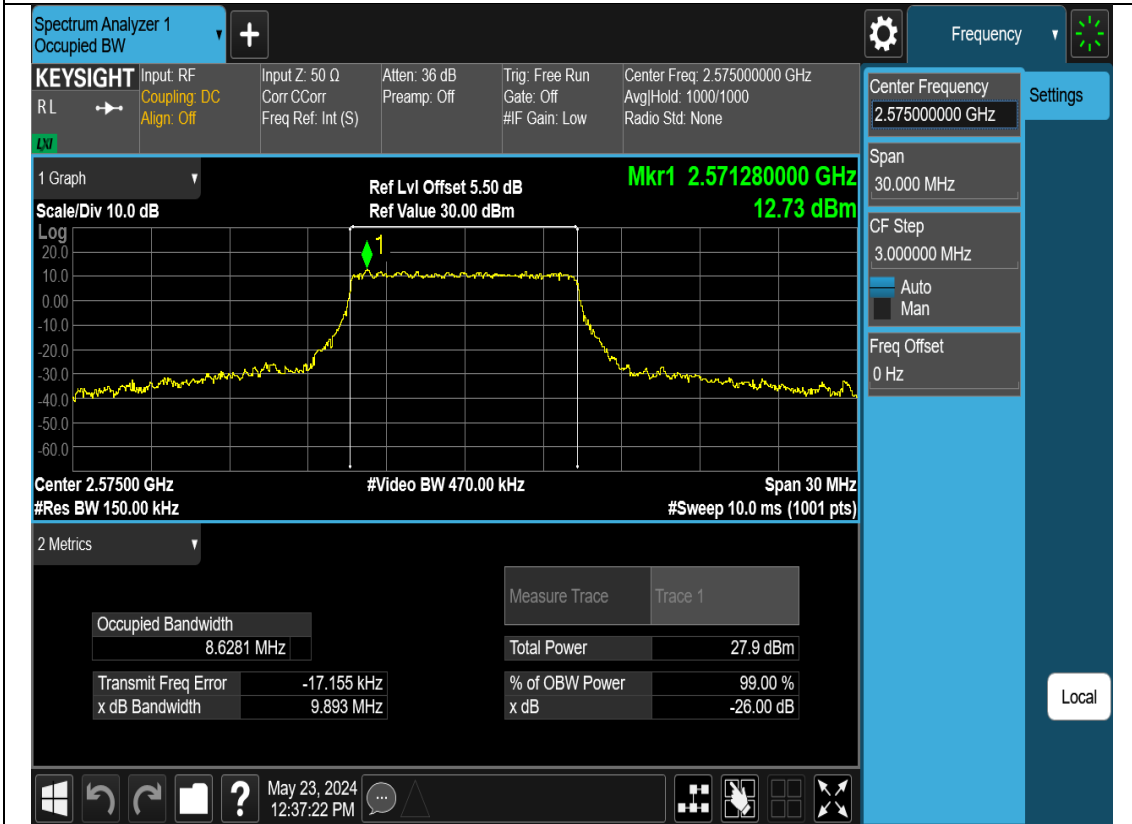 Spectrum Analyzer 1
Occupied BW
Frequency
KEYSIGHT
RL
LXI
Input: RF
Coupling: DC
Align: Off
Input Z: 50 Ω
Corr CCorr
Freq Ref: Int (S)
Atten: 36 dB
Preamp: Off
Trig: Free Run
Gate: Off
#IF Gain: Low
Center Freq: 2.575000000 GHz
Avg|Hold: 1000/1000
Radio Std: None
Center Frequency
2.575000000 GHz
Settings
Span
30.000 MHz
CF Step
3.000000 MHz
Auto
Man
Freq Offset
0 Hz
Local
1 Graph
Scale/Div 10.0 dB
Ref Lvl Offset 5.50 dB
Ref Value 30.00 dBm
Mkr1 2.571280000 GHz
12.73 dBm
Log
20.0
10.0
0.00
-10.0
-20.0
-30.0
-40.0
-50.0
-60.0
1
Center 2.57500 GHz
#Video BW 470.00 kHz
Span 30 MHz
#Res BW 150.00 kHz
#Sweep 10.0 ms (1001 pts)
2 Metrics
Measure Trace
Trace 1
Occupied Bandwidth
8.6281 MHz
Total Power
27.9 dBm
Transmit Freq Error
-17.155 kHz
% of OBW Power
99.00 %
x dB Bandwidth
9.893 MHz
x dB
-26.00 dB
May 23, 2024
12:37:22 PM